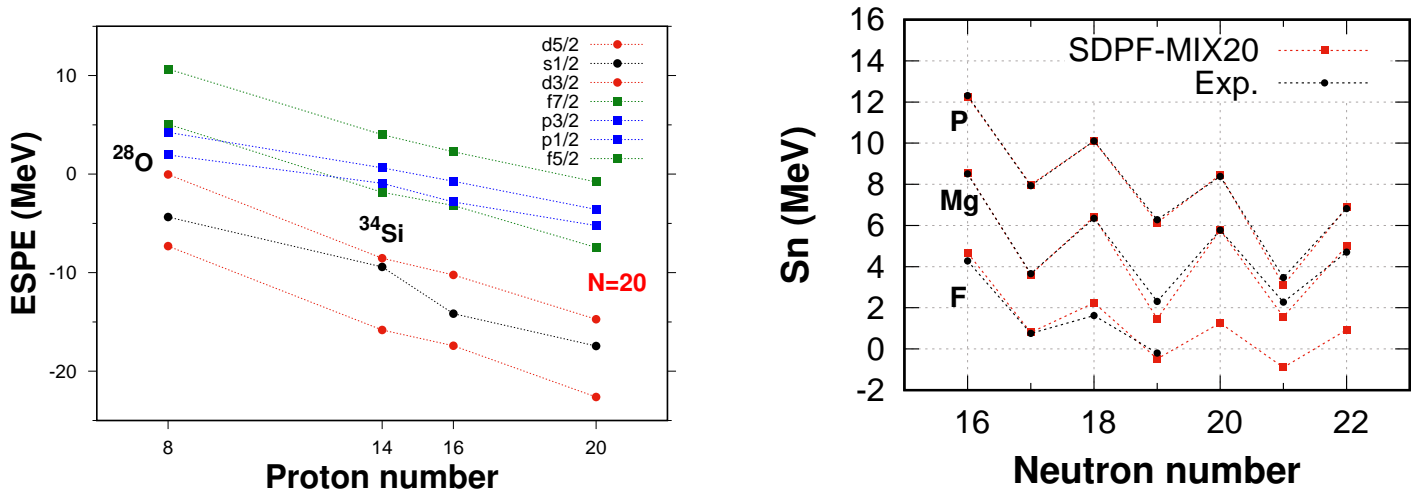 ESPE (MeV)
10
0
-10
-20
8
14
16
20
Proton number
d5/2
s1/2
d3/2
f7/2
p3/2
p1/2
f5/2
²⁸O
³⁴Si
N=20
Sn (MeV)
16
14
12
10
8
6
4
2
0
-2
16
18
20
22
Neutron number
SDPF-MIX20
Exp.
P
Mg
F